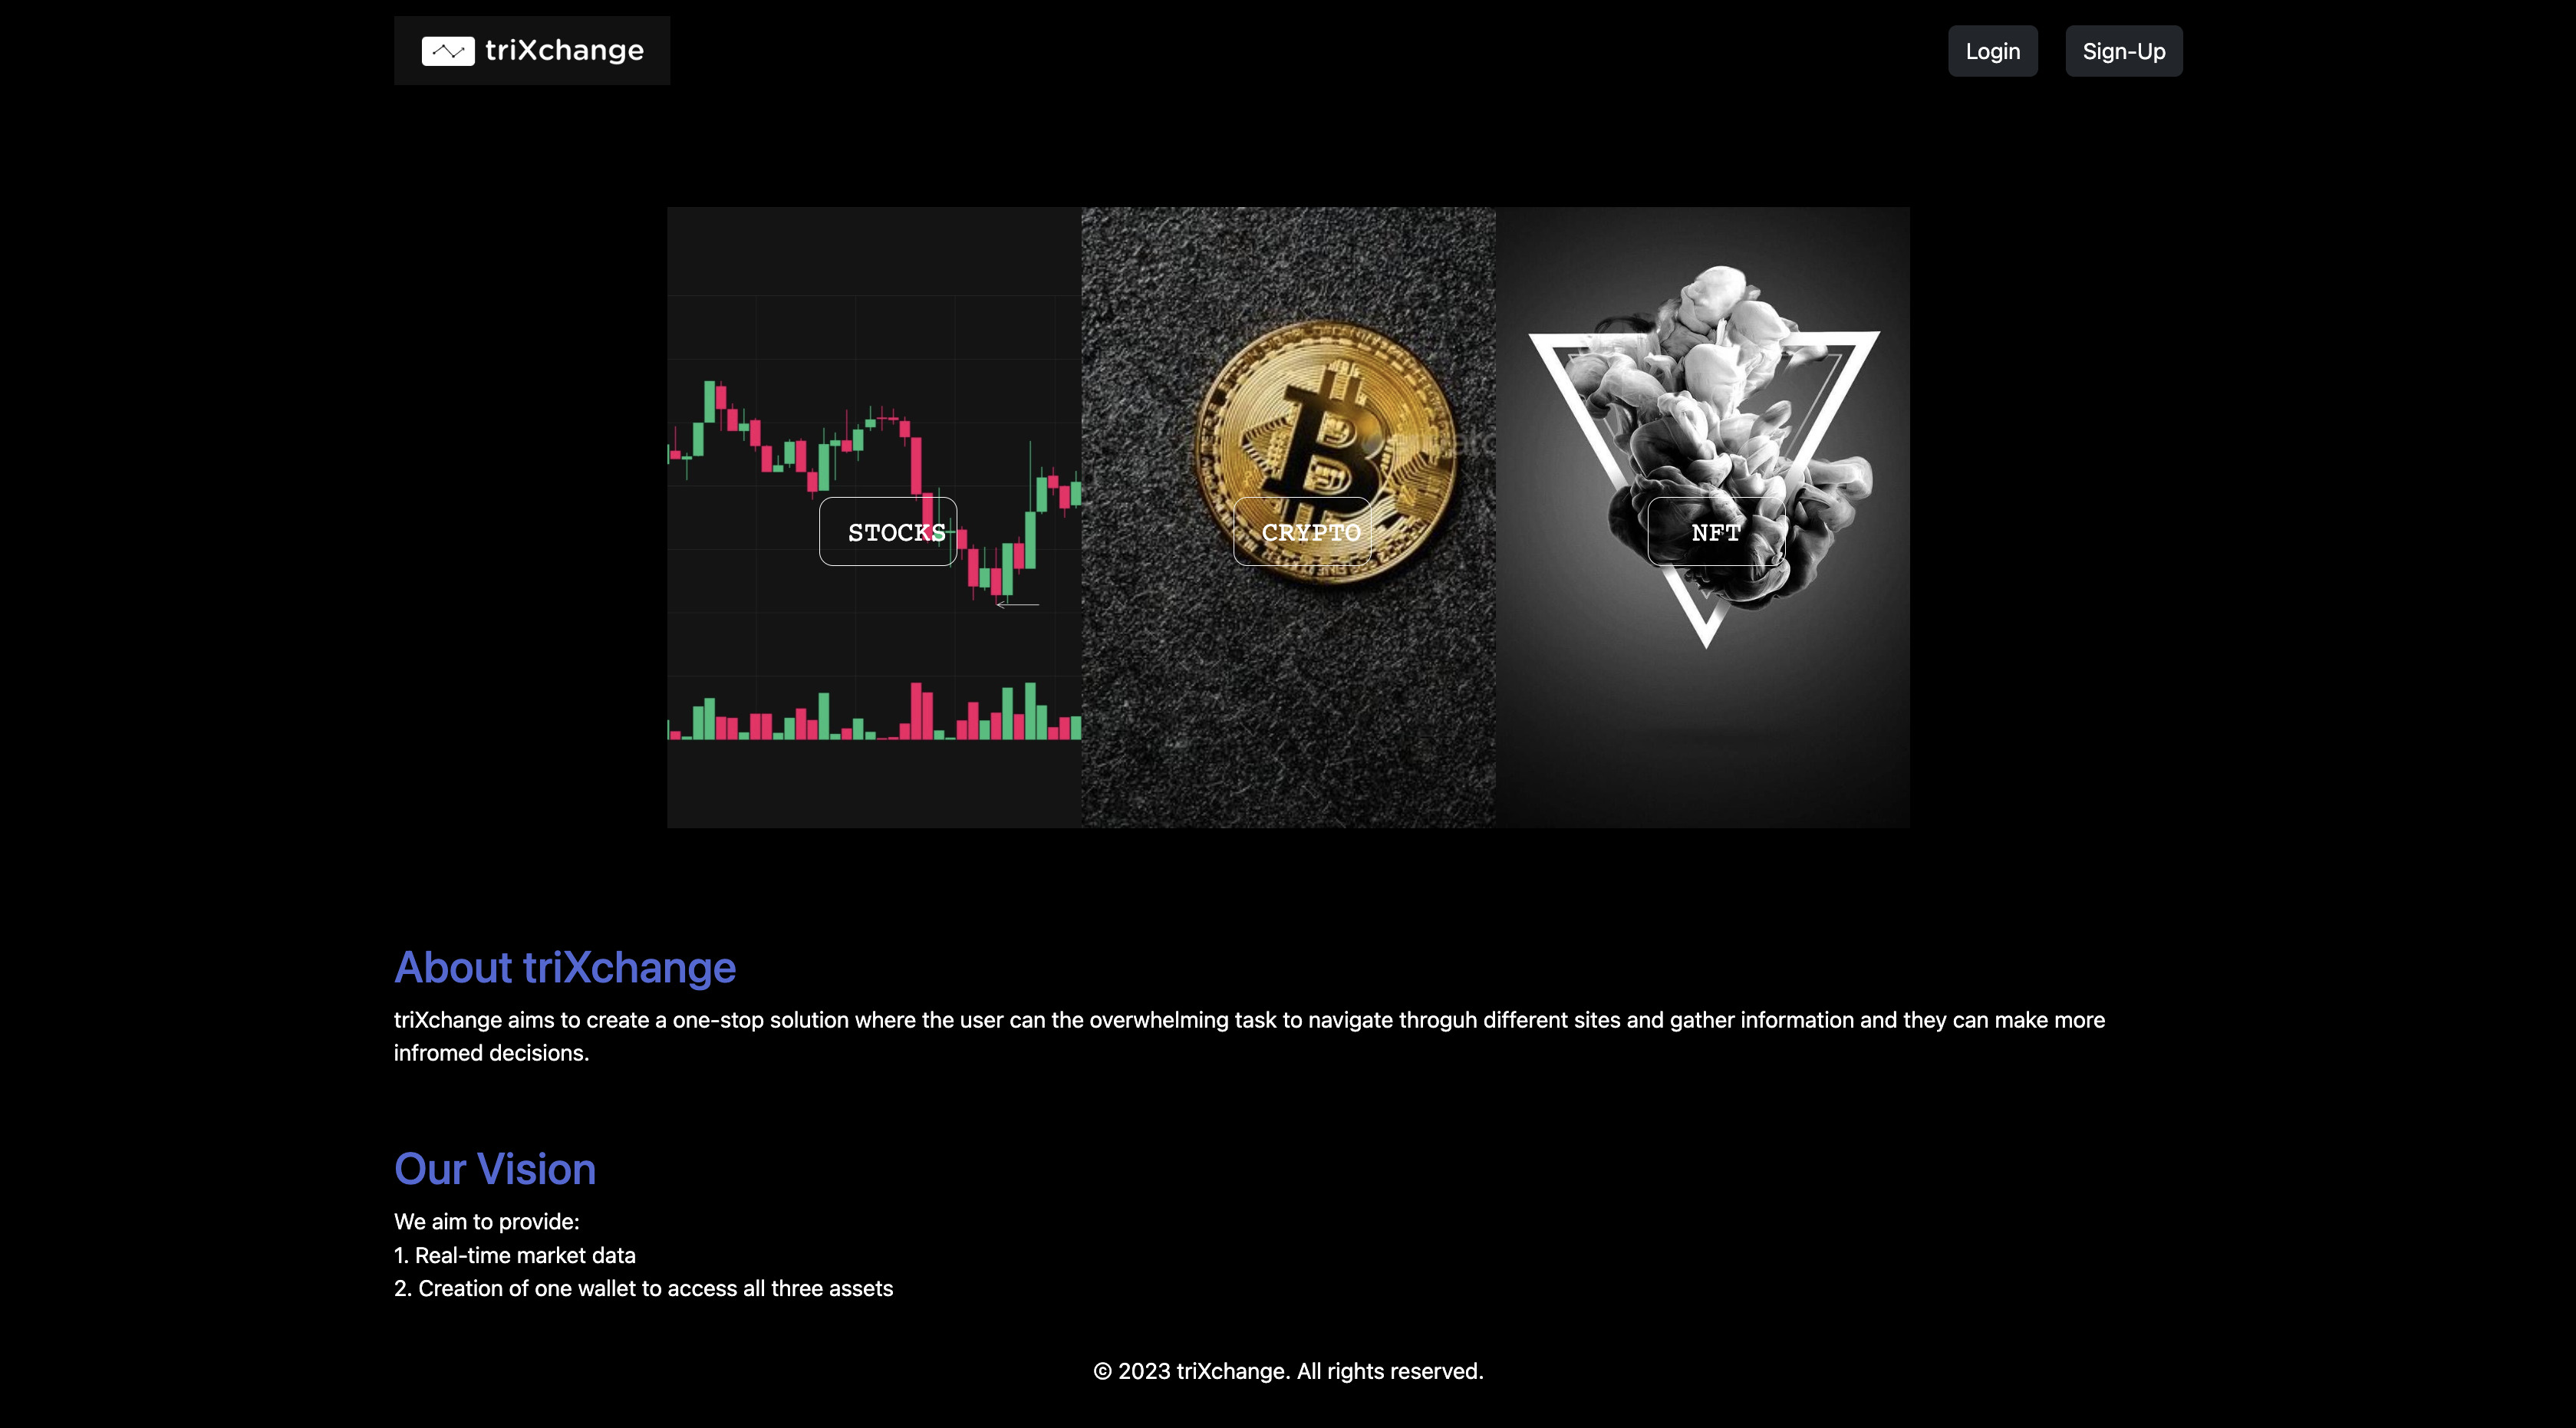 triXchange
Login
Sign-Up
STOCKS
CRYPTO
NFT
About triXchange
triXchange aims to create a one-stop solution where the user can the overwhelming task to navigate throguh different sites and gather information and they can make more
infromed decisions.
Our Vision
We aim to provide:
1. Real-time market data
2. Creation of one wallet to access all three assets
© 2023 triXchange. All rights reserved.